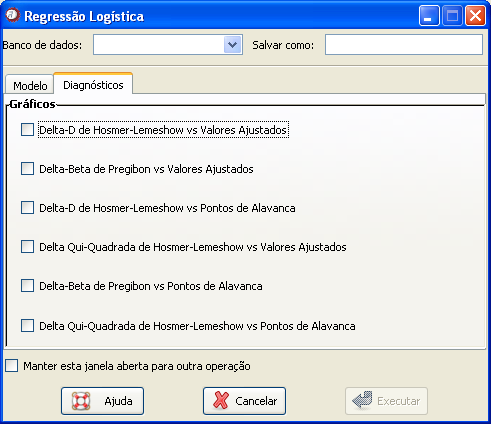 Regressão Logística
Banco de dados: Salvar como:
Modelo Diagnósticos
Gráficos
Delta-D de Hosmer-Lemeshow vs Valores Ajustados
Delta-Beta de Pregibon vs Valores Ajustados
Delta-D de Hosmer-Lemeshow vs Pontos de Alavanca
Delta Qui-Quadrada de Hosmer-Lemeshow vs Valores Ajustados
Delta-Beta de Pregibon vs Pontos de Alavanca
Delta Qui-Quadrada de Hosmer-Lemeshow vs Pontos de Alavanca
Manter esta janela aberta para outra operação
Ajuda Cancelar Executar